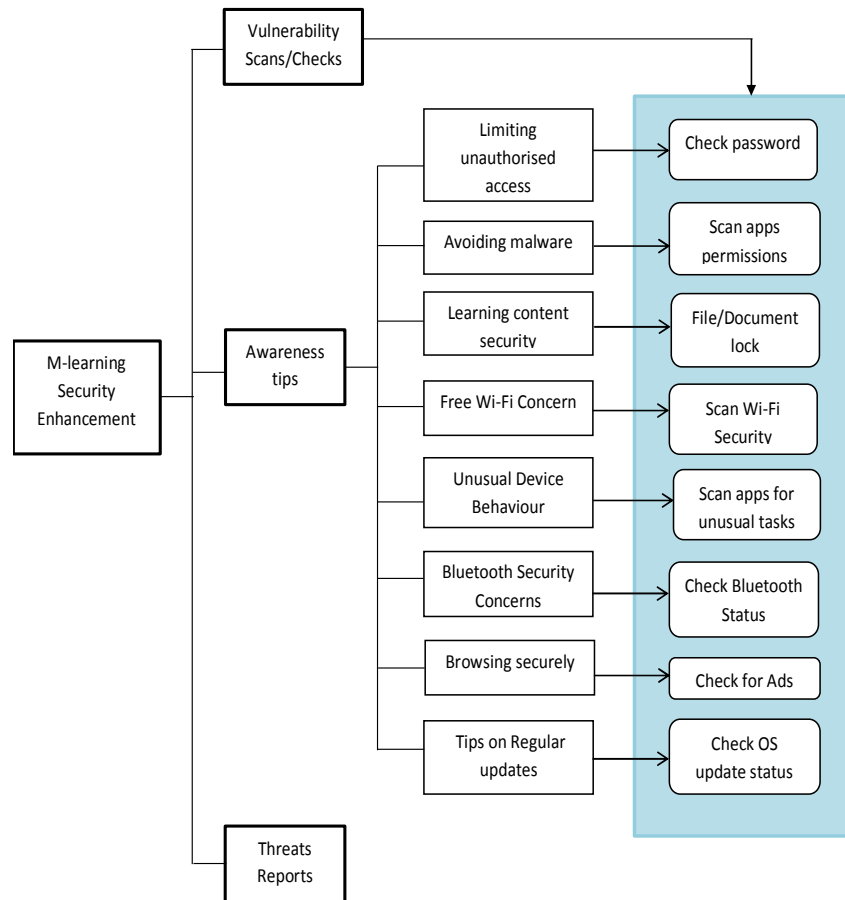 Vulnerability
Scans/Checks
Limiting
unauthorised
access
Check password
Avoiding malware
Scan apps
permissions
Learning content
security
File/Document
lock
M-learning
Security
Enhancement
Awareness
tips
Free Wi-Fi Concern
Scan Wi-Fi
Security
Unusual Device
Behaviour
Scan apps for
unusual tasks
Bluetooth Security
Concerns
Check Bluetooth
Status
Browsing securely
Check for Ads
Tips on Regular
updates
Check OS
update status
Threats
Reports